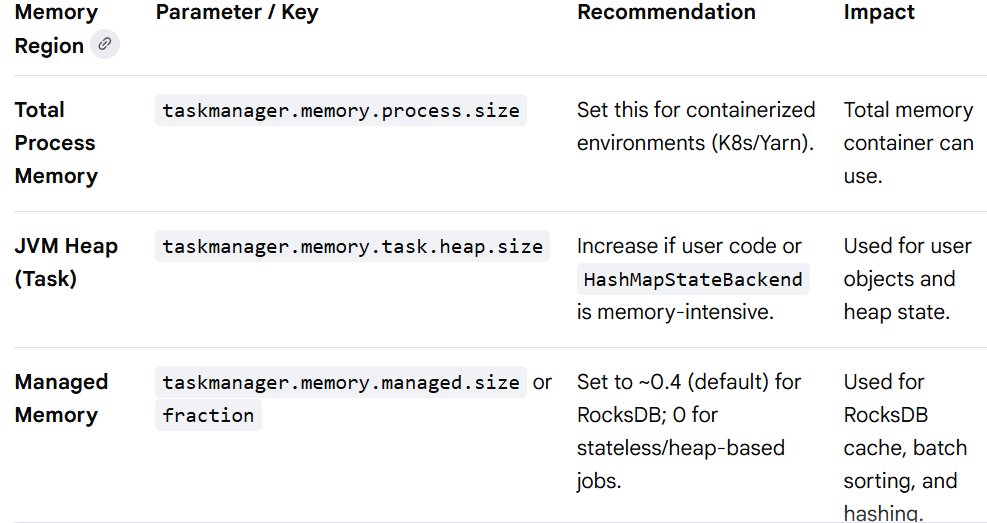 Memory Region
Parameter / Key
Recommendation
Impact
Total Process Memory
taskmanager.memory.process.size
Set this for containerized
environments (K8s/Yarn).
Total memory
container can
use.
JVM Heap
(Task)
taskmanager.memory.task.heap.size
Increase if user code or
HashMapStateBackend
is memory-intensive.
Used for user
objects and
heap state.
Managed
Memory
taskmanager.memory.managed.size or
fraction
Set to ~0.4 (default) for
RocksDB; 0 for
stateless/heap-based
jobs.
Used for
RocksDB
cache, batch
sorting, and
hashing.